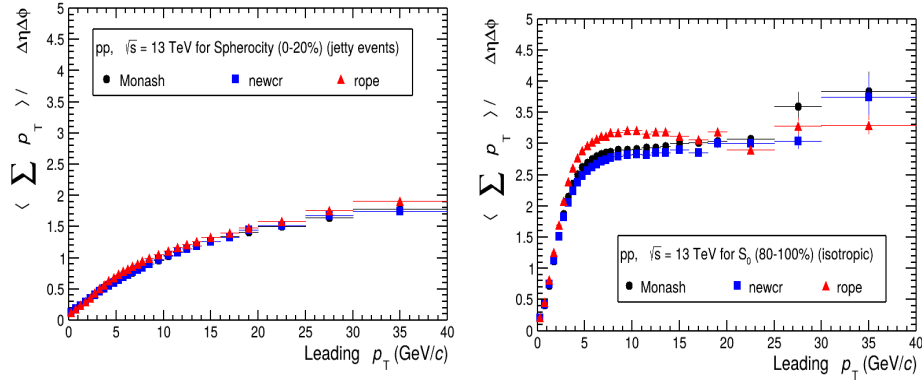 ⟨ ∑ p_T ⟩ / ΔηΔφ
5
4.5
4
3.5
3
2.5
2
1.5
1
0.5
0
pp, √s = 13 TeV for Spherocity (0-20%) (jetty events)
Monash newcr rope
0 5 10 15 20 25 30 35 40
Leading p_T (GeV/c)
⟨ ∑ p_T ⟩ / ΔηΔφ
5
4.5
4
3.5
3
2.5
2
1.5
1
0.5
0
pp, √s = 13 TeV for S_0 (80-100%) (isotropic)
Monash newcr rope
0 5 10 15 20 25 30 35 40
Leading p_T (GeV/c)